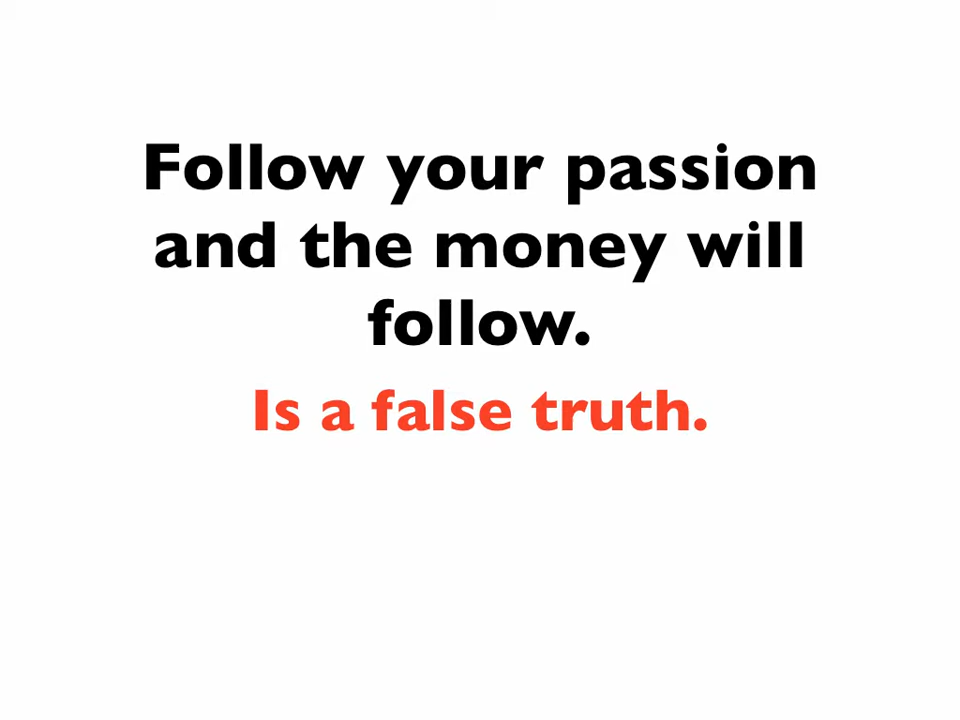 Follow your passion
and the money will
follow.
Is a false truth.